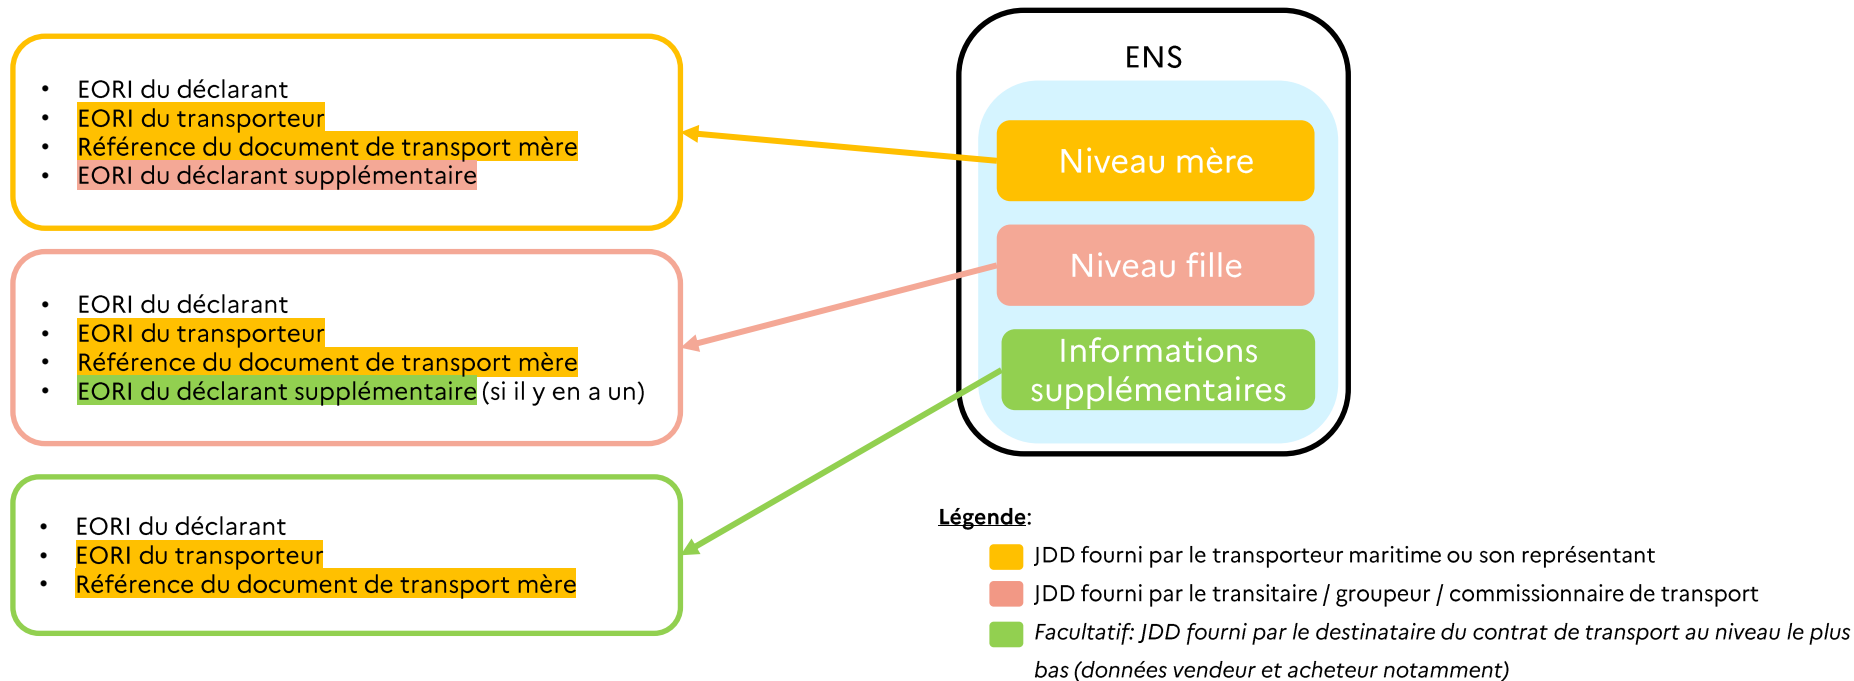 • EORI du déclarant
• EORI du transporteur
• Référence du document de transport mère
• EORI du déclarant supplémentaire
• EORI du déclarant
• EORI du transporteur
• Référence du document de transport mère
• EORI du déclarant supplémentaire (si il y en a un)
• EORI du déclarant
• EORI du transporteur
• Référence du document de transport mère
ENS
Niveau mère
Niveau fille
Informations
supplémentaires
Légende:
JDD fourni par le transporteur maritime ou son représentant
JDD fourni par le transitaire / groupeur / commissionnaire de transport
Facultatif: JDD fourni par le destinataire du contrat de transport au niveau le plus
bas (données vendeur et acheteur notamment)